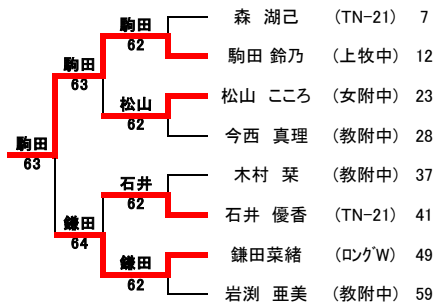 森 湖己 (TN-21) 7
駒田 鈴乃 (上牧中) 12
松山 こころ (女附中) 23
今西 真理 (教附中) 28
木村 栞 (教附中) 37
石井 優香 (TN-21) 41
鎌田菜緒 (ロングW) 49
岩渕 亜美 (教附中) 59
駒田
62
松山
62
石井
62
鎌田
62
駒田
63
鎌田
64
駒田
63